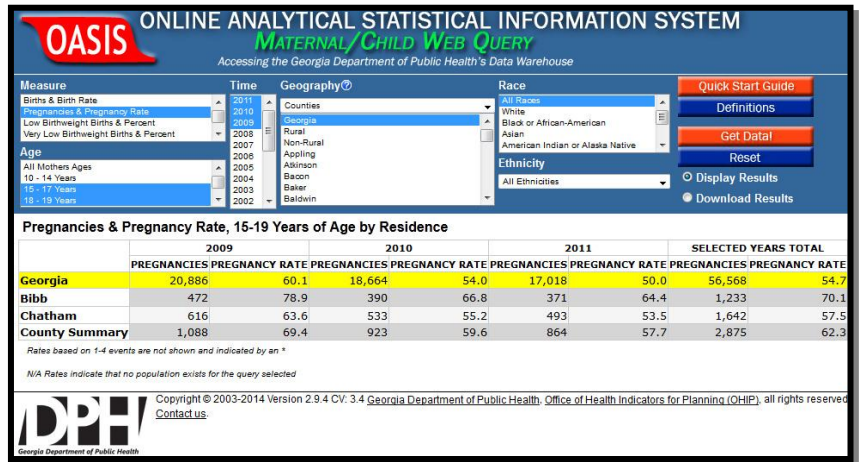 OASIS
ONLINE ANALYTICAL STATISTICAL INFORMATION SYSTEM
MATERNAL/CHILD WEB QUERY
Accessing the Georgia Department of Public Health's Data Warehouse
Measure
Births & Birth Rate
Pregnancies & Pregnancy Rate
Low Birthweight Births & Percent
Very Low Birthweight Births & Percent
Age
All Mothers Ages
10 - 14 Years
15 - 17 Years
18 - 19 Years
Time
2011
2010
2009
2008
2007
2006
2005
2004
2003
2002
Geography?
Counties
Georgia
Rural
Non-Rural
Appling
Atkinson
Bacon
Baker
Baldwin
Race
All Races
White
Black or African-American
Asian
American Indian or Alaska Native
Ethnicity
All Ethnicities
Quick Start Guide
Definitions
Get Data!
Reset
Display Results
Download Results
Pregnancies & Pregnancy Rate, 15-19 Years of Age by Residence
2009 2010 2011 SELECTED YEARS TOTAL
PREGNANCIES PREGNANCY RATE PREGNANCIES PREGNANCY RATE PREGNANCIES PREGNANCY RATE PREGNANCIES PREGNANCY RATE
Georgia 20,886 60.1 18,664 54.0 17,018 50.0 56,568 54.7
Bibb 472 78.9 390 66.8 371 64.4 1,233 70.1
Chatham 616 63.6 533 55.2 493 53.5 1,642 57.5
County Summary 1,088 69.4 923 59.6 864 57.7 2,875 62.3
Rates based on 1-4 events are not shown and indicated by an *
N/A Rates indicate that no population exists for the query selected
DPH
Georgia Department of Public Health
Copyright © 2003-2014 Version 2.9.4 CV: 3.4 Georgia Department of Public Health, Office of Health Indicators for Planning (OHIP), all rights reserved
Contact us.